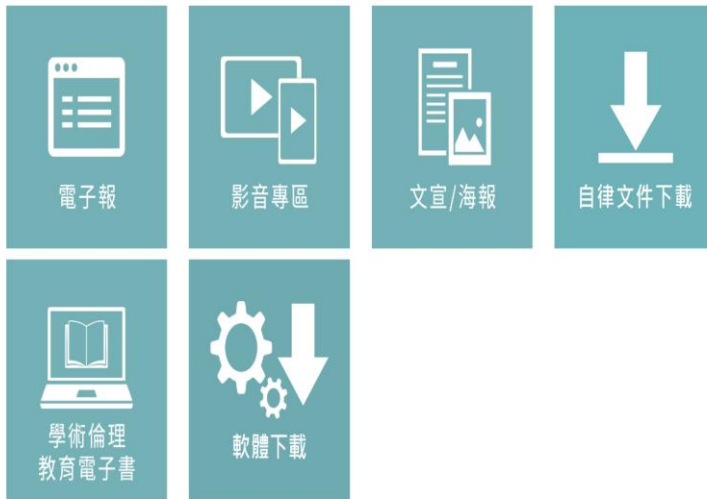 電子報
影音專區
文宣/海報
自律文件下載
學術倫理
教育電子書
軟體下載